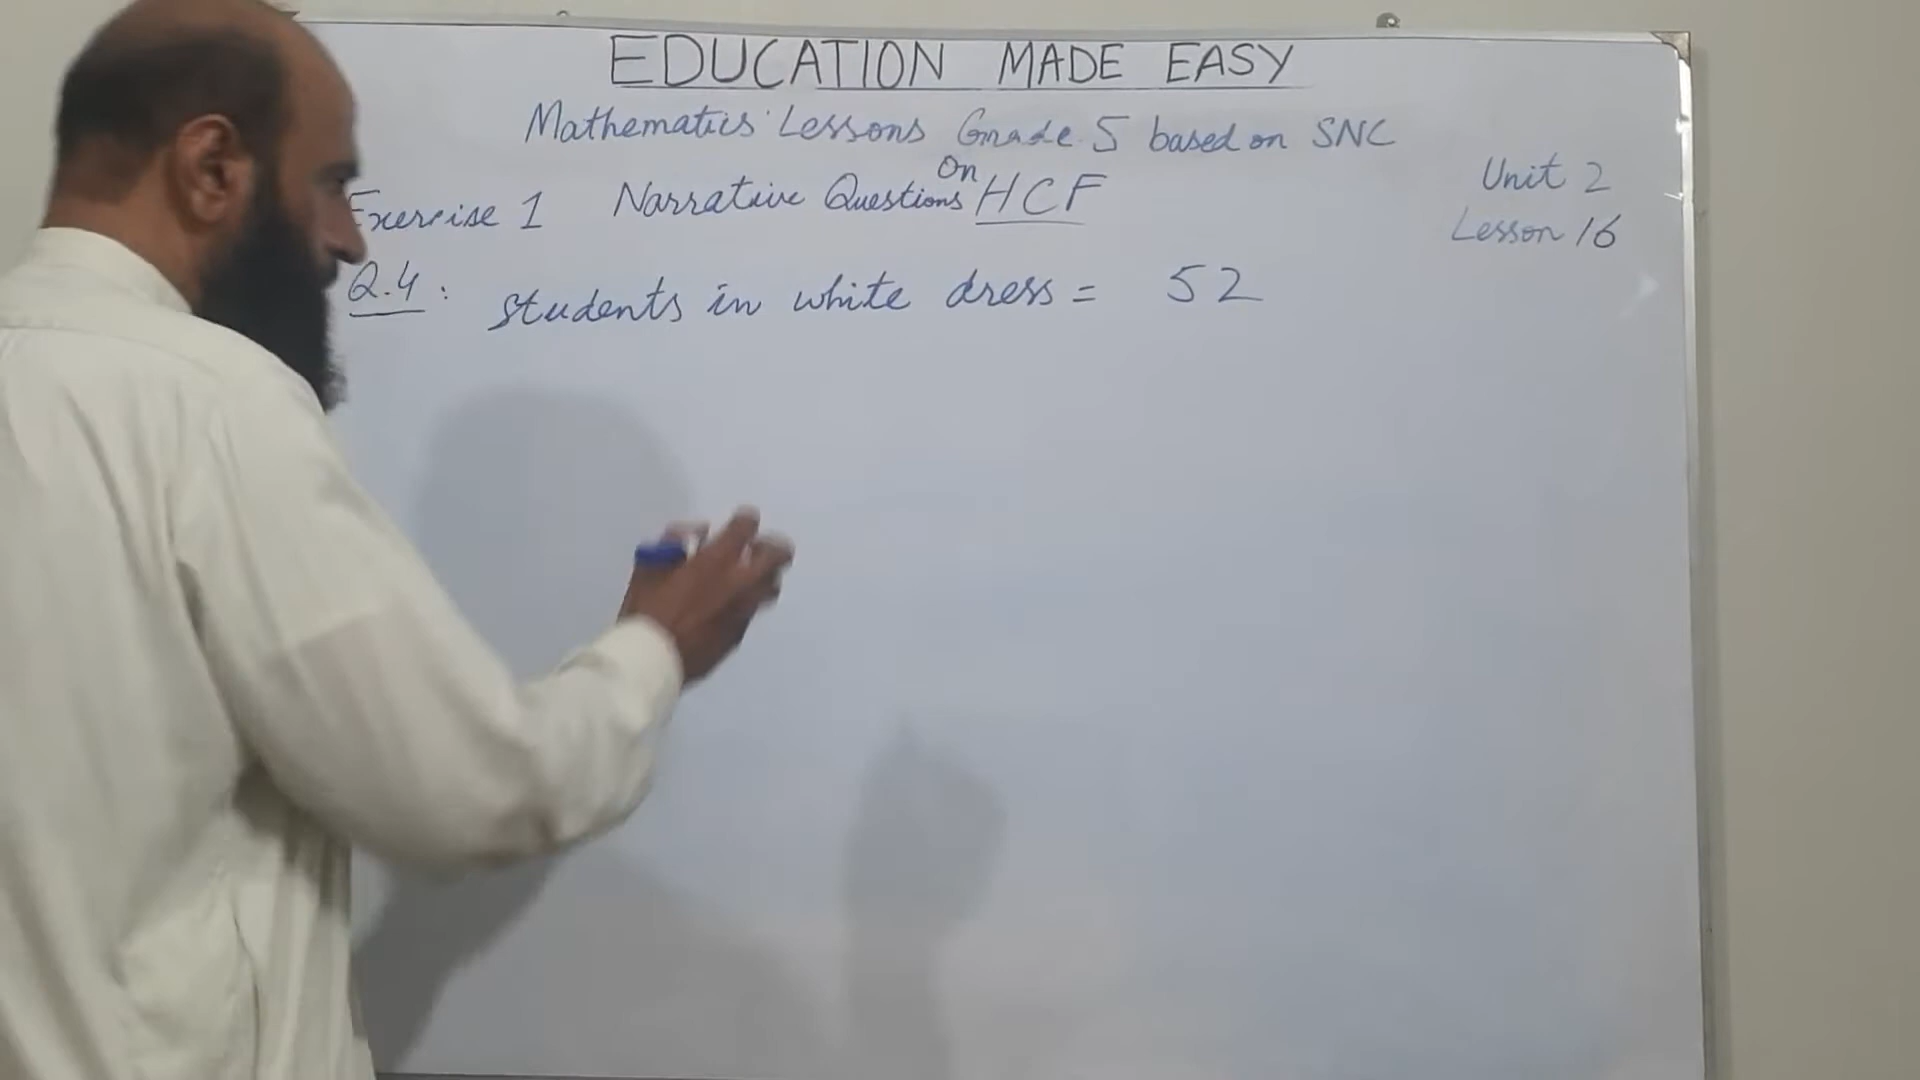 EDUCATION MADE EASY
Mathematics Lessons Grade 5 based on SNC
Exercise 1 Narrative Questions On HCF
Unit 2
Lesson 16
Q.4: Students in white dress = 52